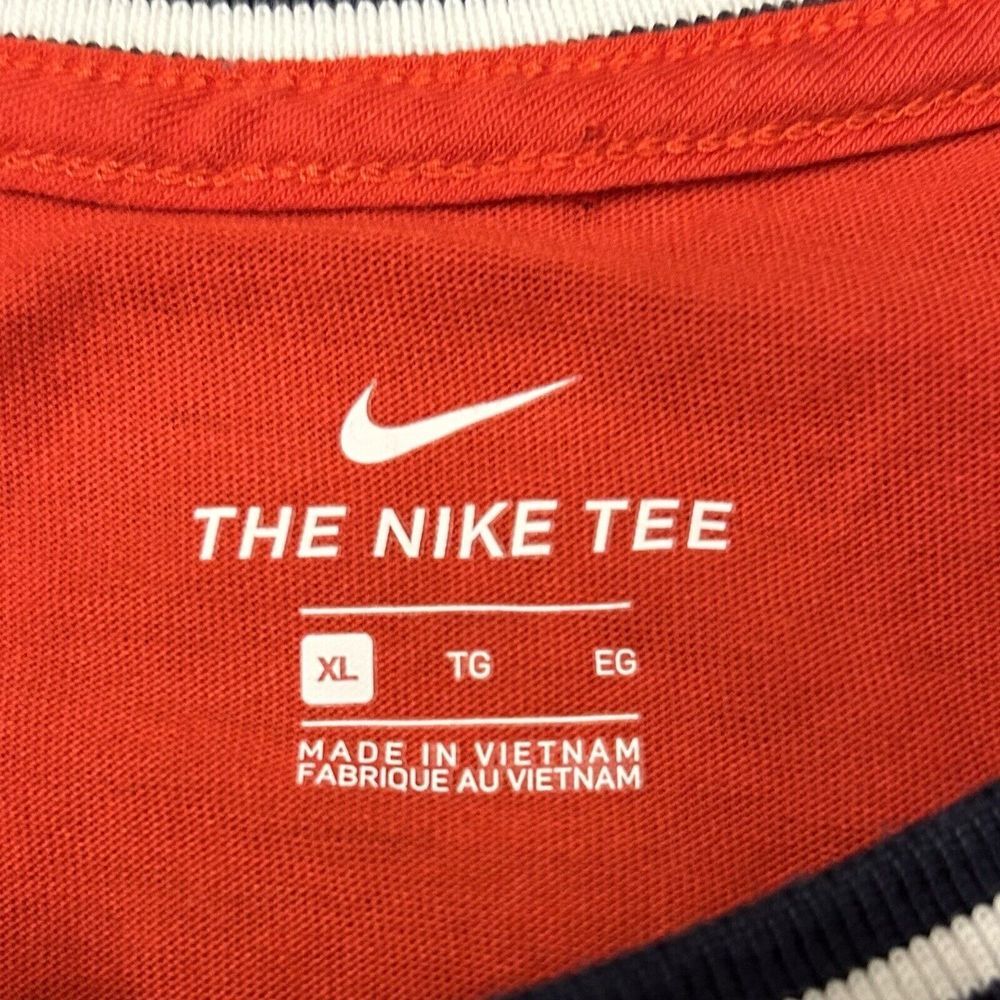 THE NIKE TEE
XL TG EG
MADE IN VIETNAM
FABRIQUE AU VIETNAM